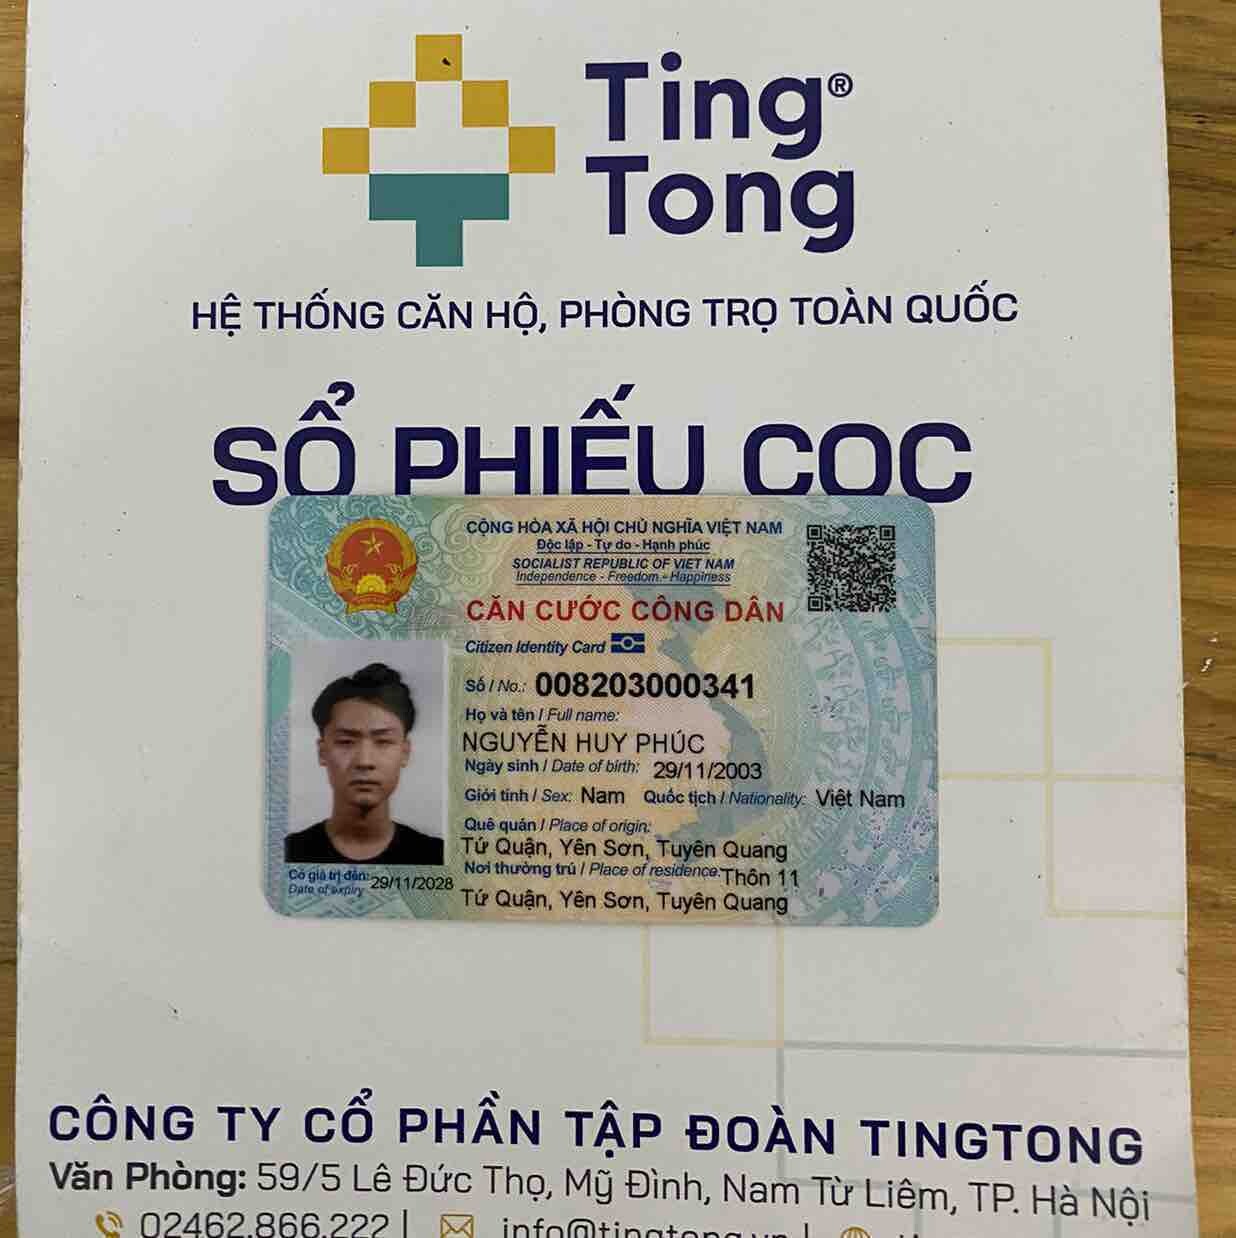 Ting®
Tong
HỆ THỐNG CĂN HỘ, PHÒNG TRỌ TOÀN QUỐC
SỔ PHIẾU CỌC
CỘNG HÒA XÃ HỘI CHỦ NGHĨA VIỆT NAM
Độc lập - Tự do - Hạnh phúc
SOCIALIST REPUBLIC OF VIET NAM
Independence - Freedom - Happiness
CĂN CƯỚC CÔNG DÂN
Citizen Identity Card
Số / No.: 008203000341
Họ và tên / Full name:
NGUYỄN HUY PHÚC
Ngày sinh / Date of birth: 29/11/2003
Giới tính / Sex: Nam Quốc tịch / Nationality: Việt Nam
Quê quán / Place of origin:
Tứ Quận, Yên Sơn, Tuyên Quang
Nơi thường trú / Place of residence: Thôn 11
Tứ Quận, Yên Sơn, Tuyên Quang
Có giá trị đến: 29/11/2028
Date of expiry
CÔNG TY CỔ PHẦN TẬP ĐOÀN TINGTONG
Văn Phòng: 59/5 Lê Đức Thọ, Mỹ Đình, Nam Từ Liêm, TP. Hà Nội
02462.866.222 | info@tingtong.vn |